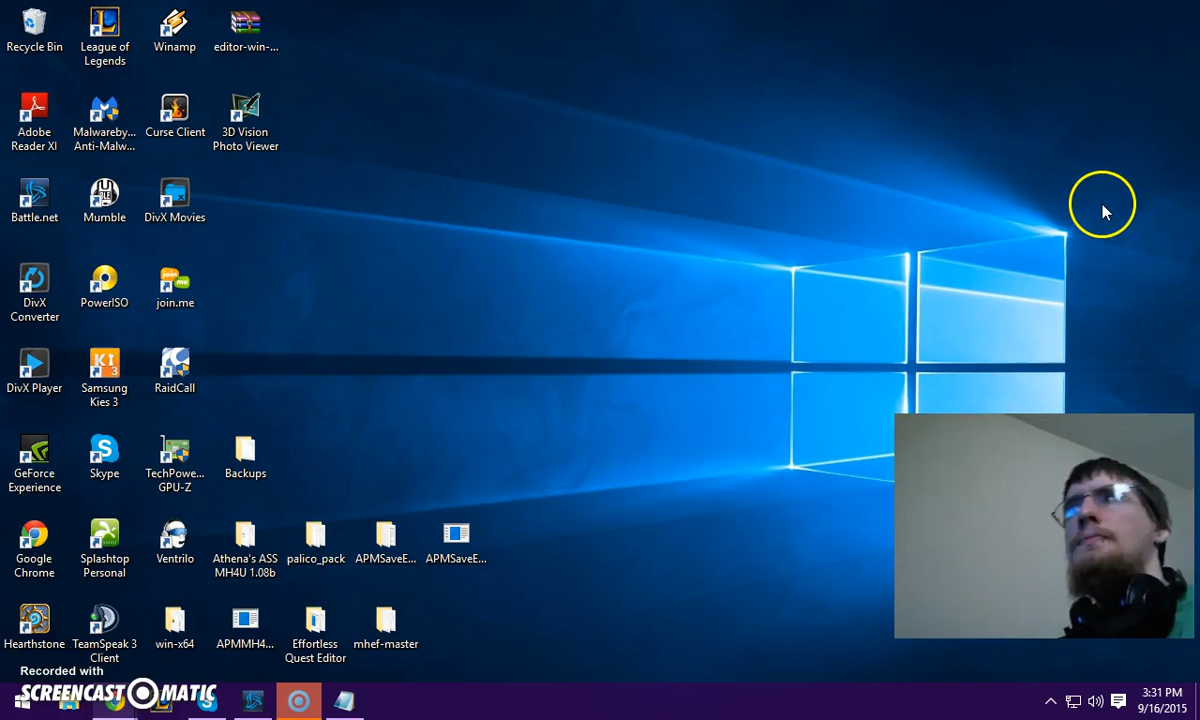 Recycle Bin
League of
Legends
Winamp
editor-win-...
Adobe
Reader XI
Malwareby...
Anti-Malw...
Curse Client
3D Vision
Photo Viewer
Battle.net
Mumble
DivX Movies
DivX
Converter
PowerISO
join.me
DivX Player
Samsung
Kies 3
RaidCall
GeForce
Experience
Skype
TechPowe...
GPU-Z
Backups
Google
Chrome
Splashtop
Personal
Ventrilo
Athena's ASS
MH4U 1.08b
palico_pack
APMSaveE...
APMSaveE...
Hearthstone
TeamSpeak 3
Client
win-x64
APMMH4...
Effortless
Quest Editor
mhef-master
Recorded with
SCREENCAST-O-MATIC
3:31 PM
9/16/2015